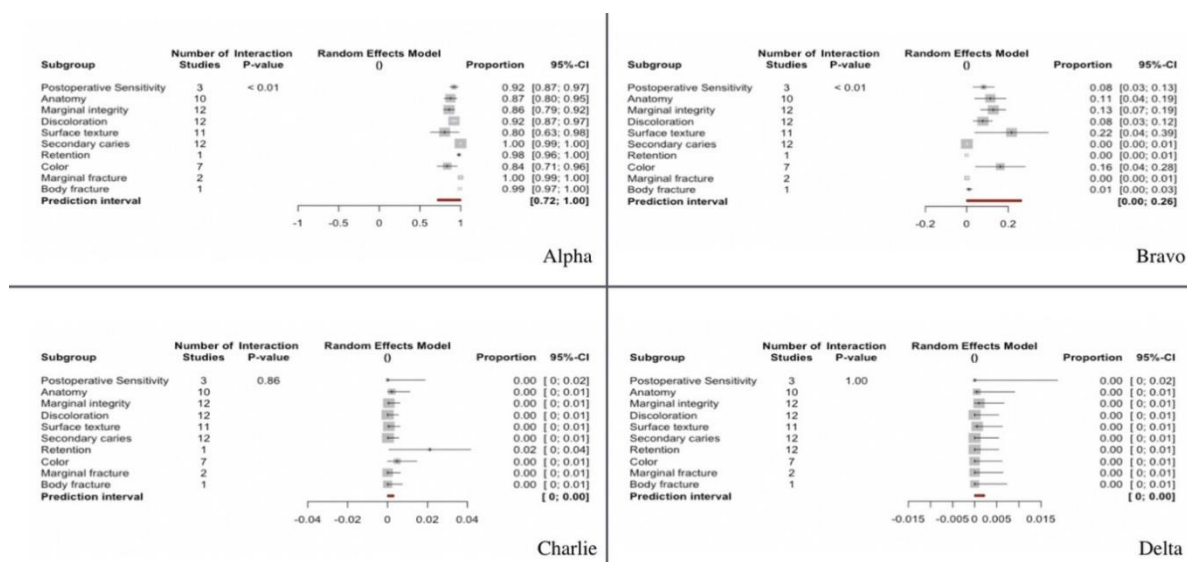 Number of Interaction Random Effects Model
Subgroup Studies P-value () Proportion 95%-CI
Postoperative Sensitivity 3 < 0.01 0.92 [0.87; 0.97]
Anatomy 10 0.87 [0.80; 0.95]
Marginal integrity 12 0.86 [0.79; 0.92]
Discoloration 12 0.92 [0.87; 0.97]
Surface texture 11 0.80 [0.63; 0.98]
Secondary caries 12 1.00 [0.99; 1.00]
Retention 1 0.98 [0.96; 1.00]
Color 7 0.84 [0.71; 0.96]
Marginal fracture 2 1.00 [0.99; 1.00]
Body fracture 1 0.99 [0.97; 1.00]
Prediction interval [0.72; 1.00]
-1 -0.5 0 0.5 1
Alpha
Number of Interaction Random Effects Model
Subgroup Studies P-value () Proportion 95%-CI
Postoperative Sensitivity 3 < 0.01 0.08 [0.03; 0.13]
Anatomy 10 0.11 [0.04; 0.19]
Marginal integrity 12 0.13 [0.07; 0.19]
Discoloration 12 0.08 [0.03; 0.12]
Surface texture 11 0.22 [0.04; 0.39]
Secondary caries 12 0.00 [0.00; 0.01]
Retention 1 0.00 [0.00; 0.01]
Color 7 0.16 [0.04; 0.28]
Marginal fracture 2 0.00 [0.00; 0.01]
Body fracture 1 0.01 [0.00; 0.03]
Prediction interval [0.00; 0.26]
-0.2 0 0.2
Bravo
Number of Interaction Random Effects Model
Subgroup Studies P-value () Proportion 95%-CI
Postoperative Sensitivity 3 0.86 0.00 [ 0; 0.02]
Anatomy 10 0.00 [ 0; 0.01]
Marginal integrity 12 0.00 [ 0; 0.01]
Discoloration 12 0.00 [ 0; 0.01]
Surface texture 11 0.00 [ 0; 0.01]
Secondary caries 12 0.00 [ 0; 0.01]
Retention 1 0.02 [ 0; 0.04]
Color 7 0.00 [ 0; 0.01]
Marginal fracture 2 0.00 [ 0; 0.01]
Body fracture 1 0.00 [ 0; 0.01]
Prediction interval [ 0; 0.00]
-0.04 -0.02 0 0.02 0.04
Charlie
Number of Interaction Random Effects Model
Subgroup Studies P-value () Proportion 95%-CI
Postoperative Sensitivity 3 1.00 0.00 [ 0; 0.02]
Anatomy 10 0.00 [ 0; 0.01]
Marginal integrity 12 0.00 [ 0; 0.01]
Discoloration 12 0.00 [ 0; 0.01]
Surface texture 11 0.00 [ 0; 0.01]
Secondary caries 12 0.00 [ 0; 0.01]
Retention 12 0.00 [ 0; 0.01]
Color 7 0.00 [ 0; 0.01]
Marginal fracture 2 0.00 [ 0; 0.01]
Body fracture 1 0.00 [ 0; 0.01]
Prediction interval [ 0; 0.00]
-0.015 -0.005 0.005 0.015
Delta